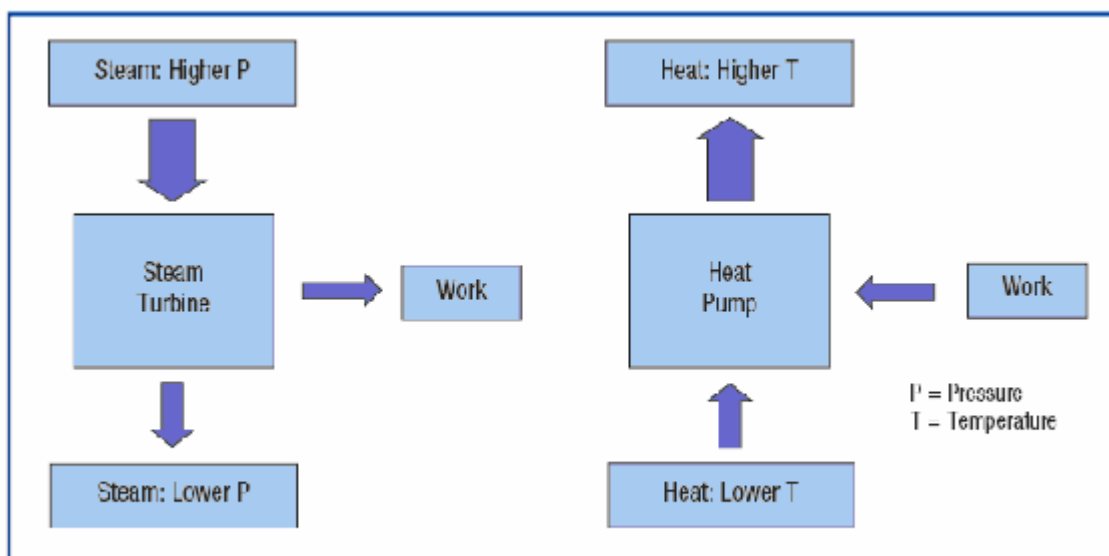 Steam: Higher P
Steam
Turbine
Work
Steam: Lower P
Heat: Higher T
Heat
Pump
Work
P = Pressure
T = Temperature
Heat: Lower T